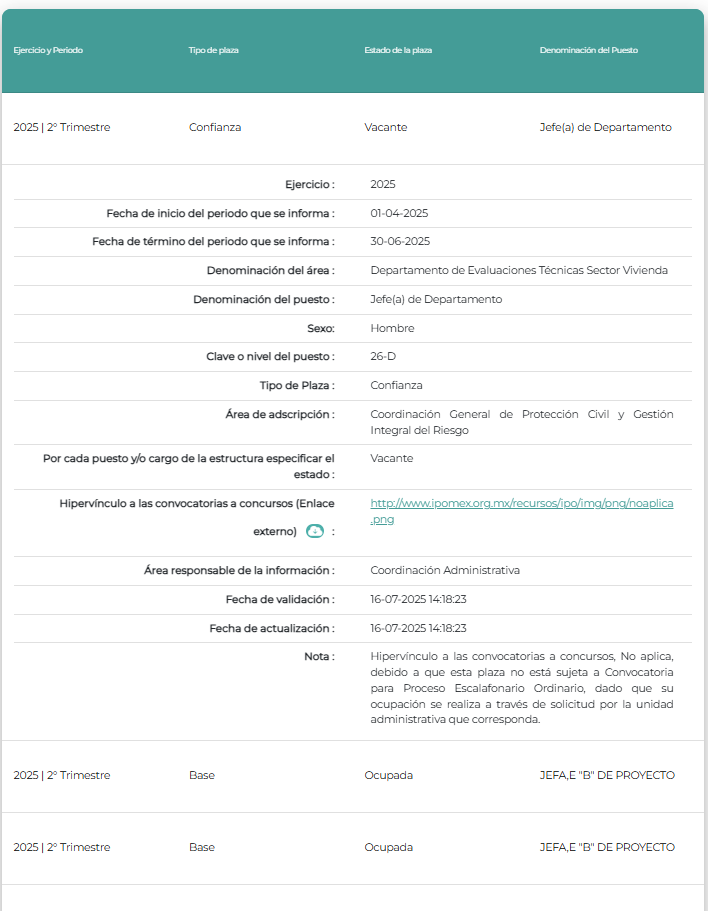 Ejercicio y Periodo Tipo de plaza Estado de la plaza Denominación del Puesto
2025 | 2° Trimestre Confianza Vacante Jefe(a) de Departamento
Ejercicio : 2025
Fecha de inicio del periodo que se informa : 01-04-2025
Fecha de término del periodo que se informa : 30-06-2025
Denominación del área : Departamento de Evaluaciones Técnicas Sector Vivienda
Denominación del puesto : Jefe(a) de Departamento
Sexo: Hombre
Clave o nivel del puesto : 26-D
Tipo de Plaza : Confianza
Área de adscripción : Coordinación General de Protección Civil y Gestión
Integral del Riesgo
Por cada puesto y/o cargo de la estructura especificar el Vacante
estado :
Hipervínculo a las convocatorias a concursos (Enlace http://www.ipomex.org.mx/recursos/ipo/img/png/noaplica
.png
externo) :
Área responsable de la información : Coordinación Administrativa
Fecha de validación : 16-07-2025 14:18:23
Fecha de actualización : 16-07-2025 14:18:23
Nota : Hipervínculo a las convocatorias a concursos, No aplica,
debido a que esta plaza no está sujeta a Convocatoria
para Proceso Escalafonario Ordinario, dado que su
ocupación se realiza a través de solicitud por la unidad
administrativa que corresponda.
2025 | 2° Trimestre Base Ocupada JEFA,E "B" DE PROYECTO
2025 | 2° Trimestre Base Ocupada JEFA,E "B" DE PROYECTO